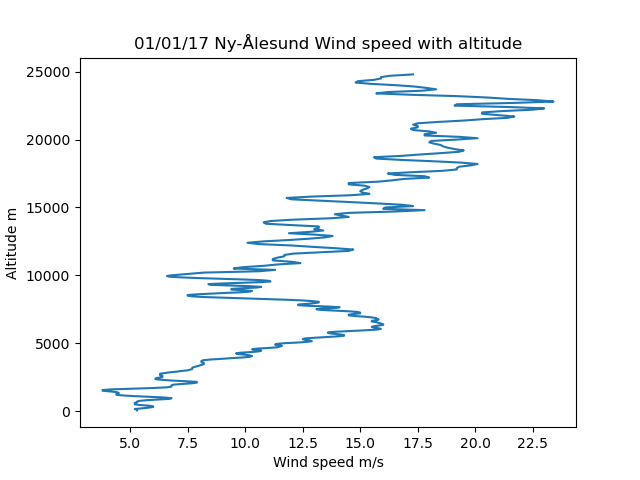 01/01/17 Ny-Ålesund Wind speed with altitude
25000
20000
15000
10000
5000
0
Altitude m
5.0 7.5 10.0 12.5 15.0 17.5 20.0 22.5
Wind speed m/s